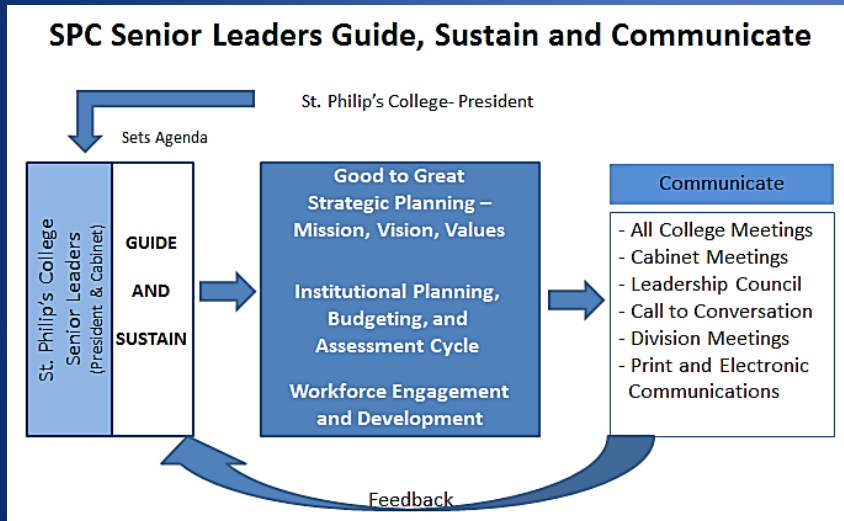 SPC Senior Leaders Guide, Sustain and Communicate
St. Philip's College- President
Sets Agenda
St. Philip's College
Senior Leaders
(President & Cabinet)
GUIDE
AND
SUSTAIN
Good to Great
Strategic Planning –
Mission, Vision, Values
Institutional Planning,
Budgeting, and
Assessment Cycle
Workforce Engagement
and Development
Communicate
- All College Meetings
- Cabinet Meetings
- Leadership Council
- Call to Conversation
- Division Meetings
- Print and Electronic
Communications
Feedback